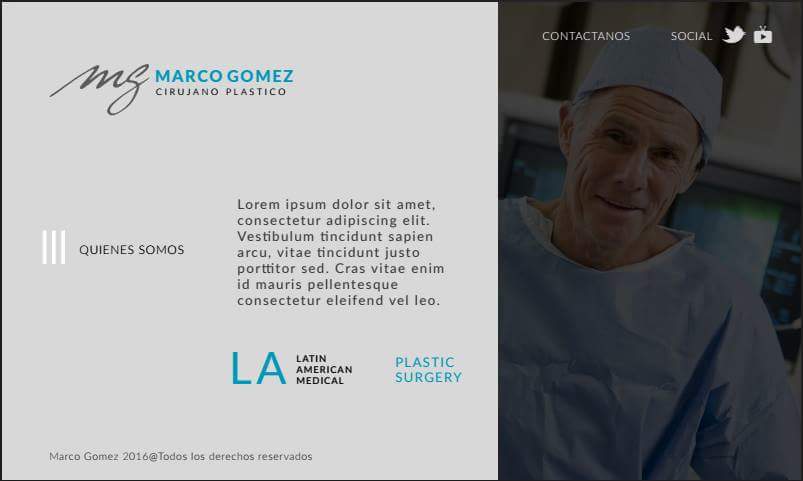 CONTACTANOS
SOCIAL
mg
MARCO GOMEZ
CIRUJANO PLASTICO
QUIENES SOMOS
Lorem ipsum dolor sit amet,
consectetur adipiscing elit.
Vestibulum tincidunt sapien
arcu, vitae tincidunt justo
porttitor sed. Cras vitae enim
id mauris pellentesque
consectetur eleifend vel leo.
LA
LATIN
AMERICAN
MEDICAL
PLASTIC
SURGERY
Marco Gomez 2016@Todos los derechos reservados